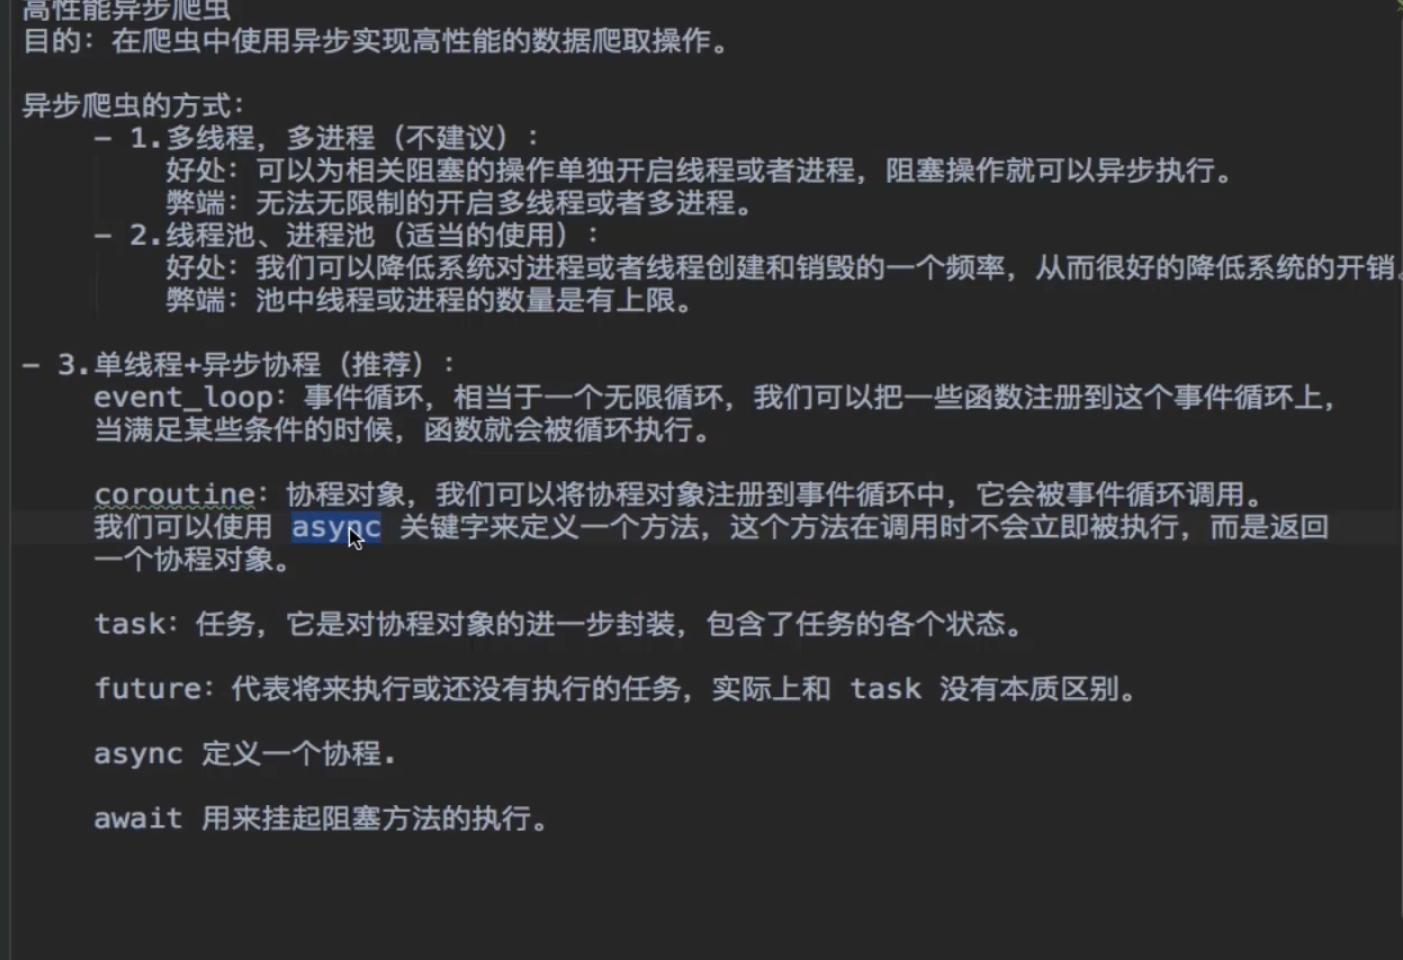 高性能异步爬虫
目的：在爬虫中使用异步实现高性能的数据爬取操作。
异步爬虫的方式：
- 1.多线程，多进程（不建议）：
好处：可以为相关阻塞的操作单独开启线程或者进程，阻塞操作就可以异步执行。
弊端：无法无限制的开启多线程或者多进程。
- 2.线程池、进程池（适当的使用）：
好处：我们可以降低系统对进程或者线程创建和销毁的一个频率，从而很好的降低系统的开销。
弊端：池中线程或进程的数量是有上限。
- 3.单线程+异步协程（推荐）：
event_loop：事件循环，相当于一个无限循环，我们可以把一些函数注册到这个事件循环上，
当满足某些条件的时候，函数就会被循环执行。
coroutine：协程对象，我们可以将协程对象注册到事件循环中，它会被事件循环调用。
我们可以使用 async 关键字来定义一个方法，这个方法在调用时不会立即被执行，而是返回
一个协程对象。
task：任务，它是对协程对象的进一步封装，包含了任务的各个状态。
future：代表将来执行或还没有执行的任务，实际上和 task 没有本质区别。
async 定义一个协程.
await 用来挂起阻塞方法的执行。